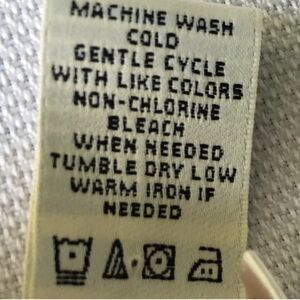 MACHINE WASH
COLD
GENTLE CYCLE
WITH LIKE COLORS
NON-CHLORINE
BLEACH
WHEN NEEDED
TUMBLE DRY LOW
WARM IRON IF
NEEDED